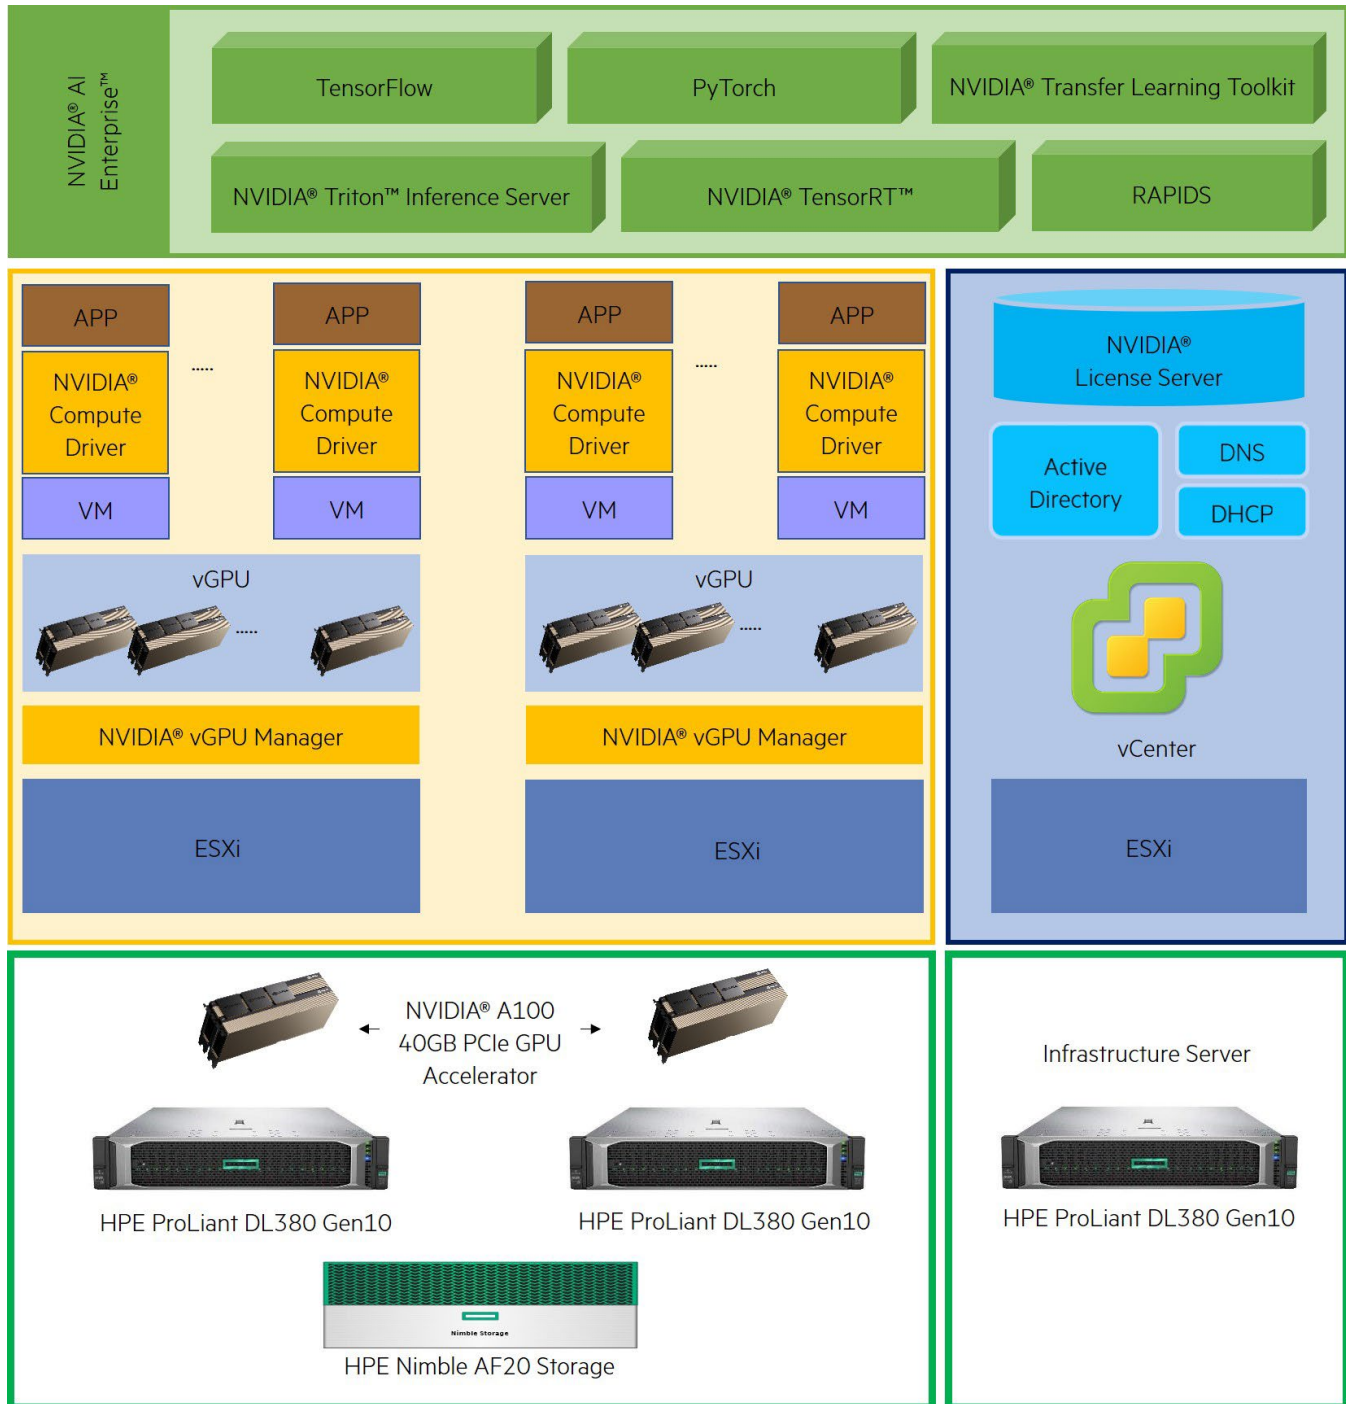 NVIDIA® AI
Enterprise™
TensorFlow
PyTorch
NVIDIA® Transfer Learning Toolkit
NVIDIA® Triton™ Inference Server
NVIDIA® TensorRT™
RAPIDS
APP
NVIDIA®
Compute
Driver
VM
.....
APP
NVIDIA®
Compute
Driver
VM
vGPU
.....
NVIDIA® vGPU Manager
ESXi
APP
NVIDIA®
Compute
Driver
VM
.....
APP
NVIDIA®
Compute
Driver
VM
vGPU
.....
NVIDIA® vGPU Manager
ESXi
NVIDIA®
License Server
Active
Directory
DNS
DHCP
vCenter
ESXi
NVIDIA® A100
40GB PCIe GPU
Accelerator
HPE ProLiant DL380 Gen10
HPE ProLiant DL380 Gen10
Nimble Storage
HPE Nimble AF20 Storage
Infrastructure Server
HPE ProLiant DL380 Gen10